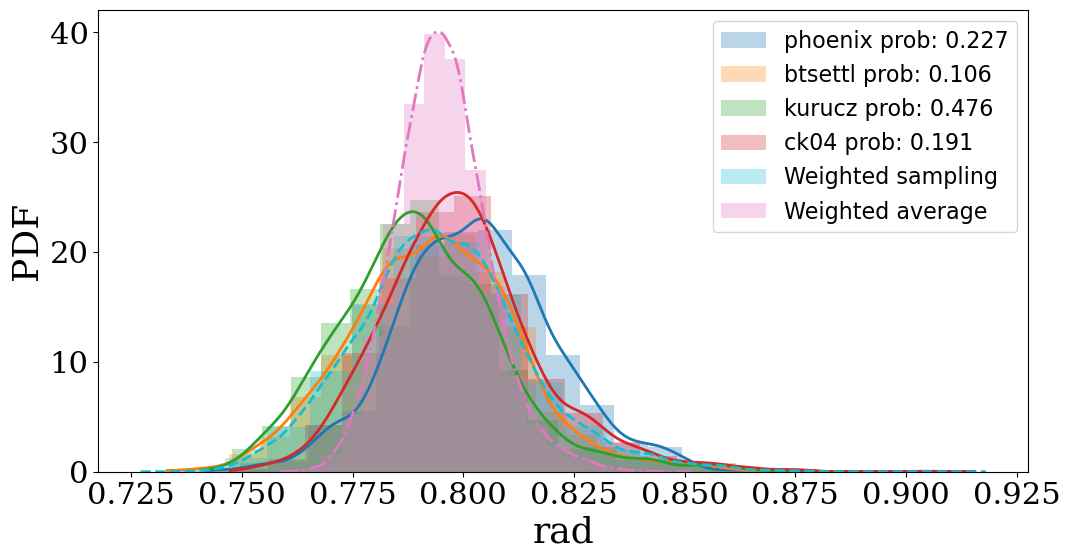 40
30
20
10
0
PDF
phoenix prob: 0.227
btsettl prob: 0.106
kurucz prob: 0.476
ck04 prob: 0.191
Weighted sampling
Weighted average
0.725 0.750 0.775 0.800 0.825 0.850 0.875 0.900 0.925
rad